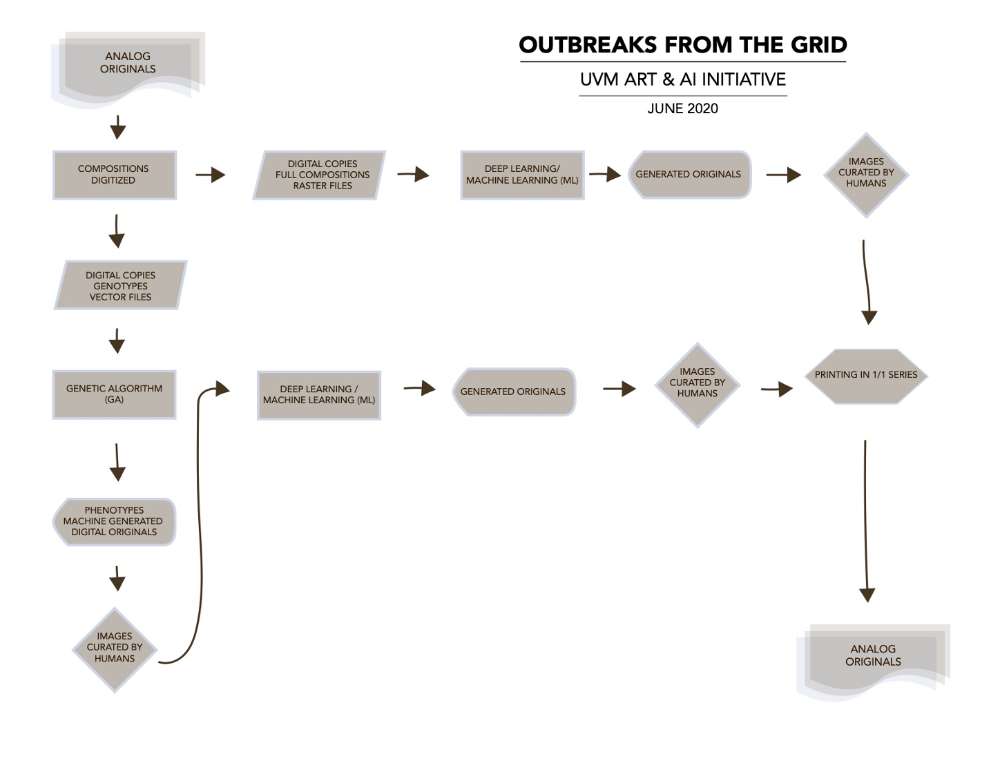 ANALOG
ORIGINALS
OUTBREAKS FROM THE GRID
UVM ART & AI INITIATIVE
JUNE 2020
COMPOSITIONS
DIGITIZED
DIGITAL COPIES
FULL COMPOSITIONS
RASTER FILES
DEEP LEARNING/
MACHINE LEARNING (ML)
GENERATED ORIGINALS
IMAGES
CURATED BY
HUMANS
DIGITAL COPIES
GENOTYPES
VECTOR FILES
GENETIC ALGORITHM
(GA)
DEEP LEARNING /
MACHINE LEARNING (ML)
GENERATED ORIGINALS
IMAGES
CURATED BY
HUMANS
PRINTING IN 1/1 SERIES
PHENOTYPES
MACHINE GENERATED
DIGITAL ORIGINALS
IMAGES
CURATED BY
HUMANS
ANALOG
ORIGINALS